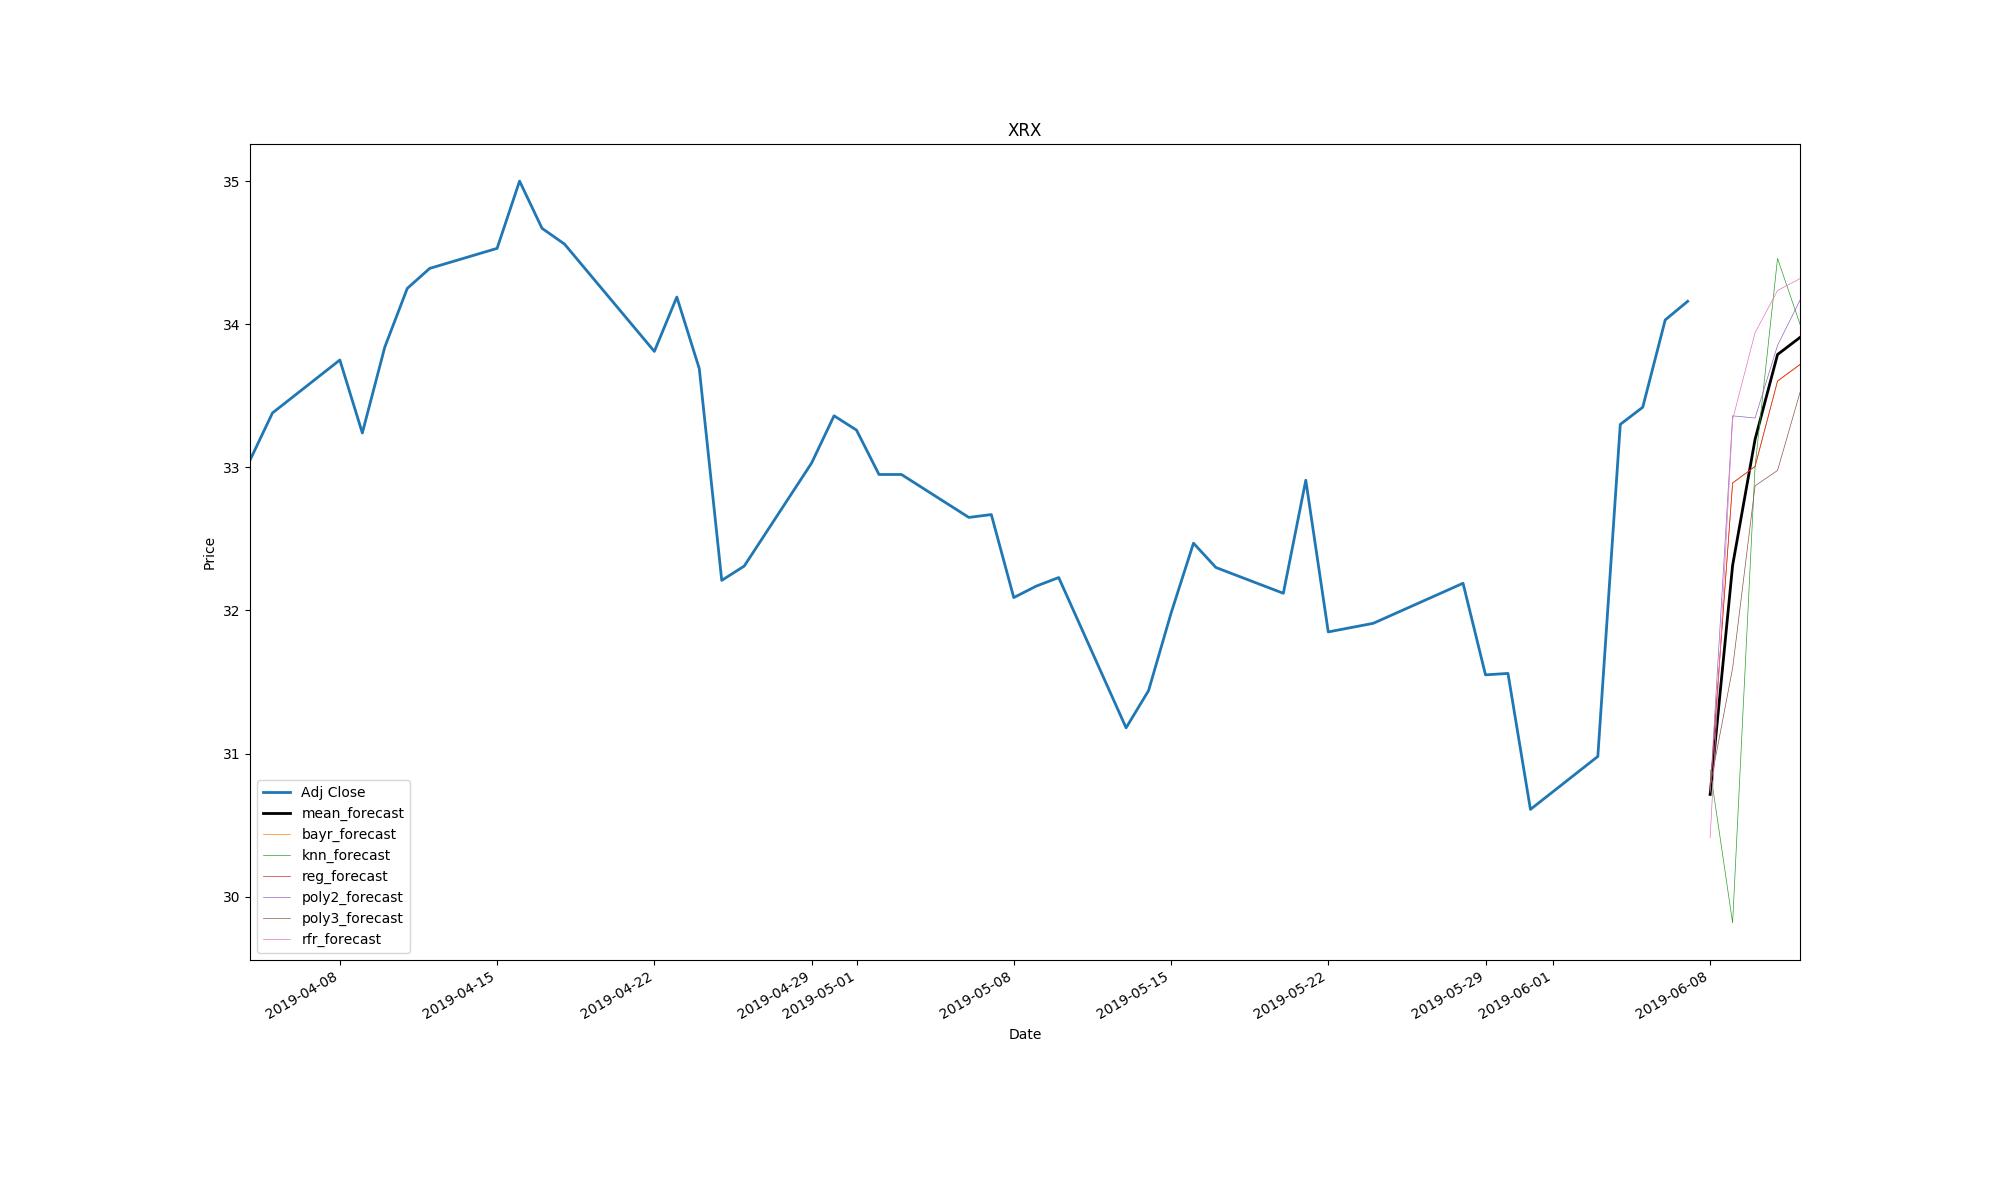 XRX
35
34
33
32
31
30
Price
Adj Close
mean_forecast
bayr_forecast
knn_forecast
reg_forecast
poly2_forecast
poly3_forecast
rfr_forecast
2019-04-08
2019-04-15
2019-04-22
2019-04-29
2019-05-01
2019-05-08
2019-05-15
2019-05-22
2019-05-29
2019-06-01
2019-06-08
Date